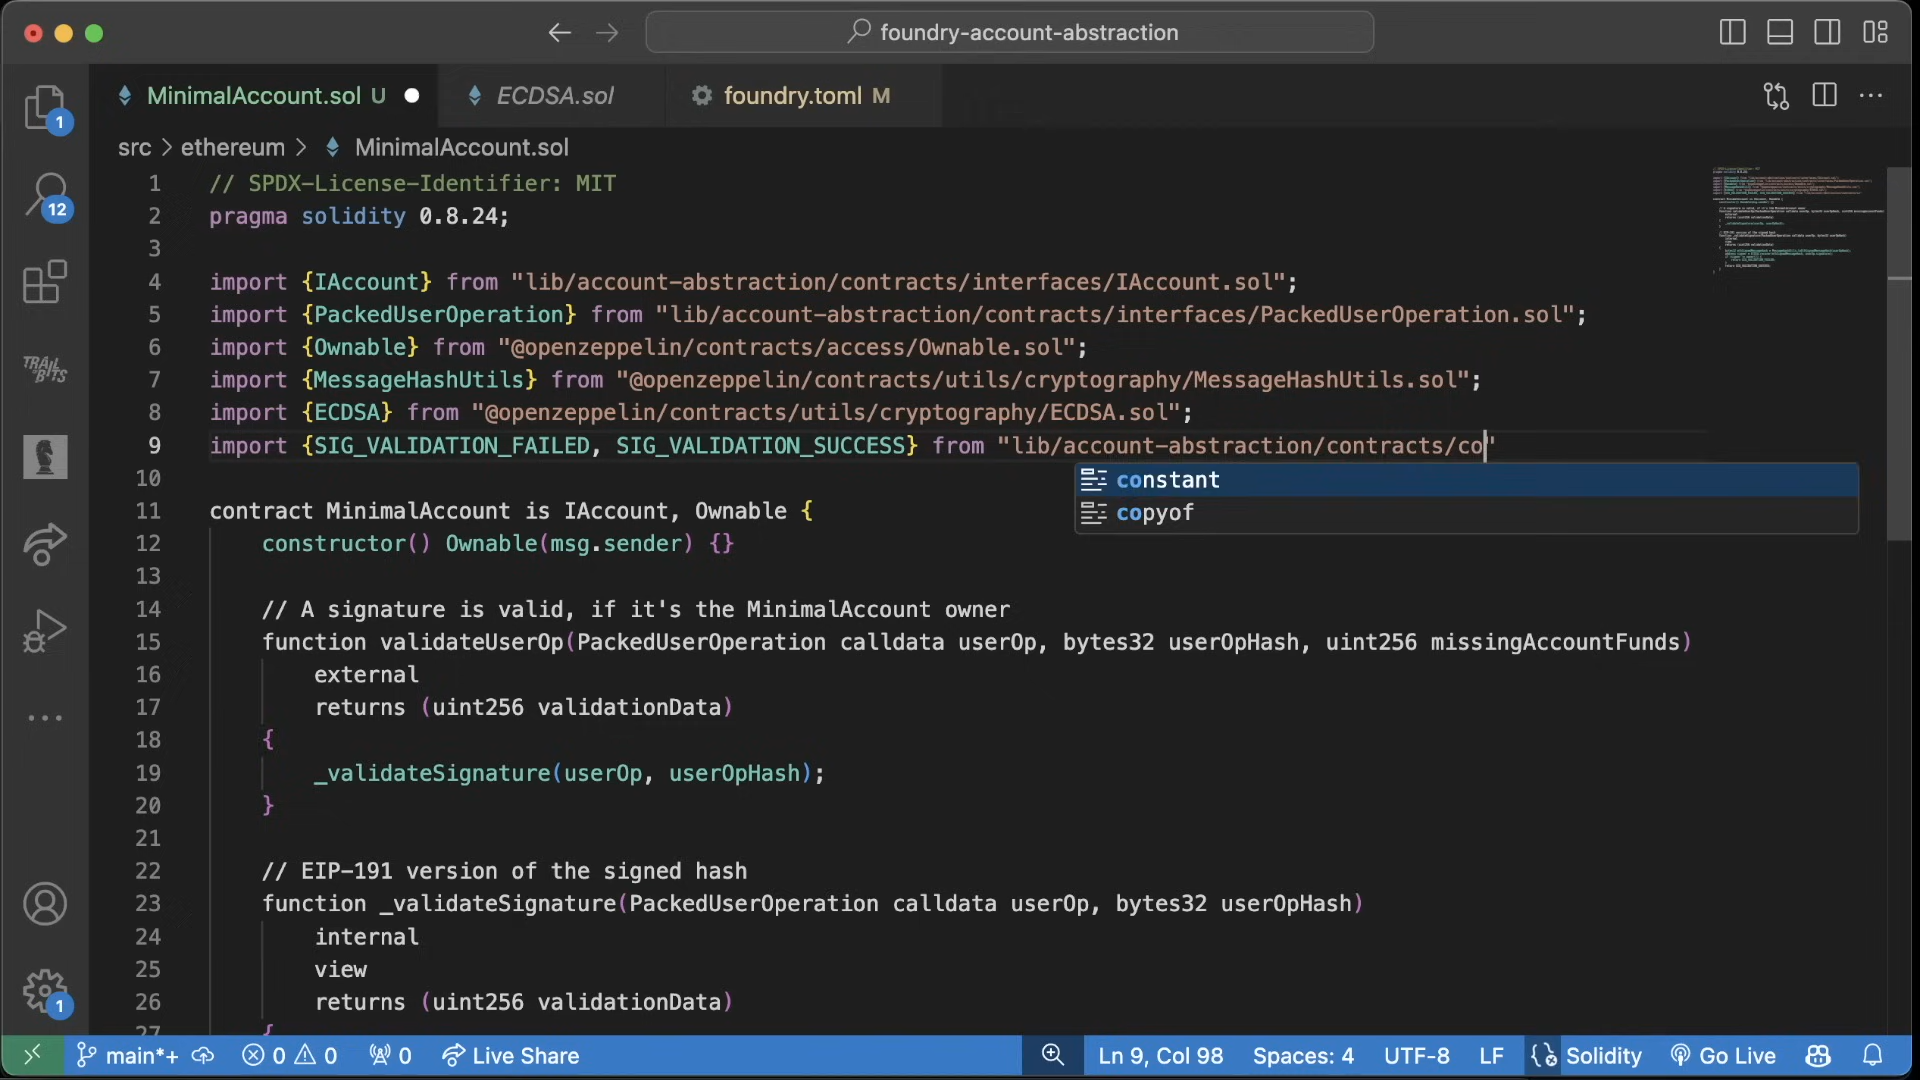 foundry-account-abstraction
MinimalAccount.sol U
ECDSA.sol
foundry.toml M
src > ethereum > MinimalAccount.sol
1 // SPDX-License-Identifier: MIT
2 pragma solidity 0.8.24;
3
4 import {IAccount} from "lib/account-abstraction/contracts/interfaces/IAccount.sol";
5 import {PackedUserOperation} from "lib/account-abstraction/contracts/interfaces/PackedUserOperation.sol";
6 import {Ownable} from "@openzeppelin/contracts/access/Ownable.sol";
7 import {MessageHashUtils} from "@openzeppelin/contracts/utils/cryptography/MessageHashUtils.sol";
8 import {ECDSA} from "@openzeppelin/contracts/utils/cryptography/ECDSA.sol";
9 import {SIG_VALIDATION_FAILED, SIG_VALIDATION_SUCCESS} from "lib/account-abstraction/contracts/co"
constant
copyof
10
11 contract MinimalAccount is IAccount, Ownable {
12 constructor() Ownable(msg.sender) {}
13
14 // A signature is valid, if it's the MinimalAccount owner
15 function validateUserOp(PackedUserOperation calldata userOp, bytes32 userOpHash, uint256 missingAccountFunds)
16 external
17 returns (uint256 validationData)
18 {
19 _validateSignature(userOp, userOpHash);
20 }
21
22 // EIP-191 version of the signed hash
23 function _validateSignature(PackedUserOperation calldata userOp, bytes32 userOpHash)
24 internal
25 view
26 returns (uint256 validationData)
27 {
1
12
TRAIL OF BITS
1
main*+
0 0
0
Live Share
Ln 9, Col 98
Spaces: 4
UTF-8
LF
Solidity
Go Live